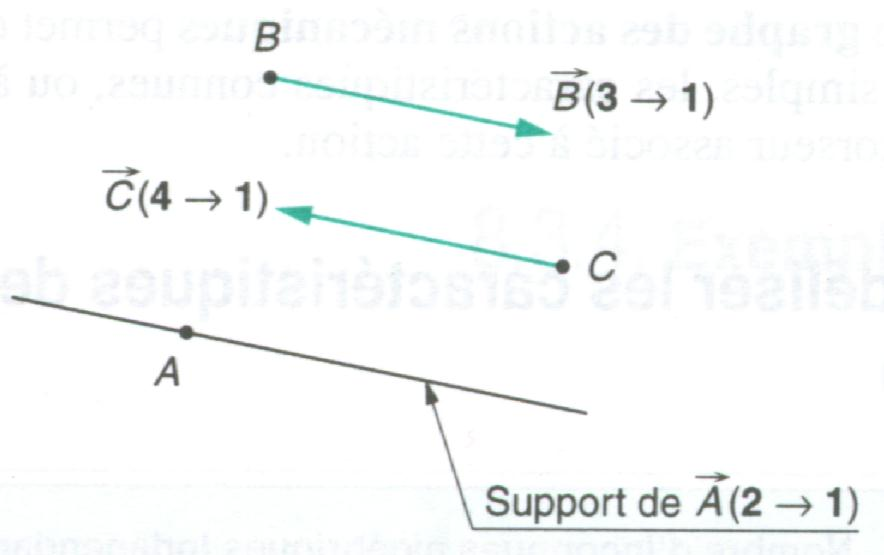 B
B(3 → 1)
C(4 → 1)
C
A
Support de A(2 → 1)